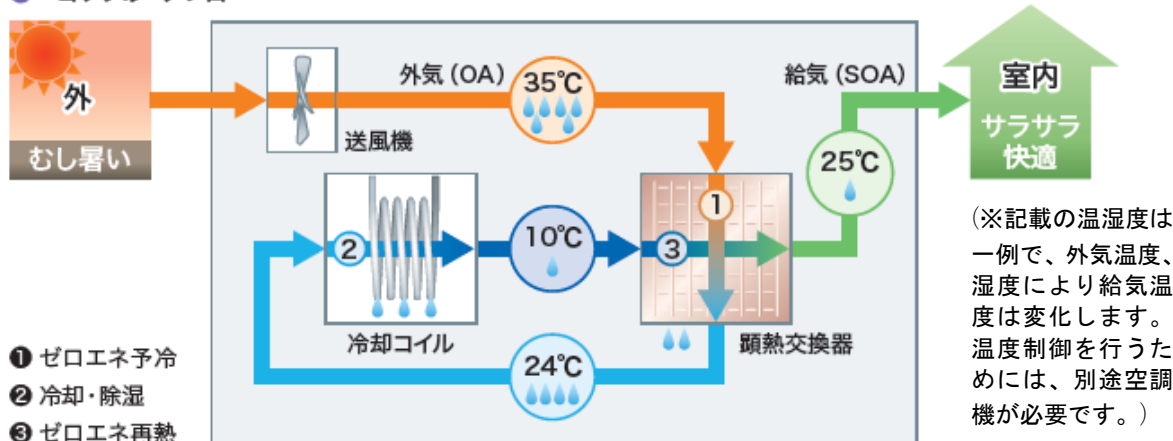 外
むし暑い
外気（OA）
35℃
送風機
給気（SOA）
室内
サラサラ
快適
25℃
1
2
10℃
3
冷却コイル
顕熱交換器
24℃
❶ ゼロエネ予冷
❷ 冷却・除湿
❸ ゼロエネ再熱
（※記載の温湿度は
一例で、外気温度、
湿度により給気温
度は変化します。
温度制御を行うた
めには、別途空調
機が必要です。）